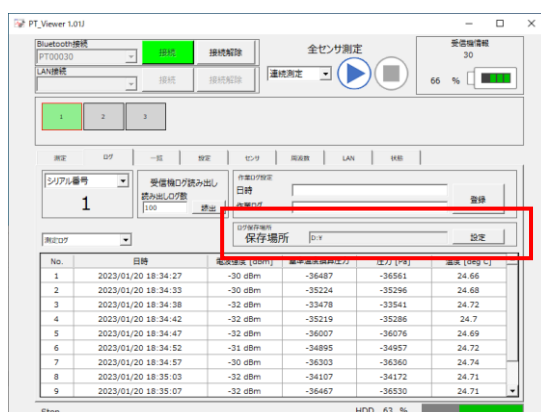 PT_Viewer 1.01J
Bluetooth接続
PT00030
接続
接続解除
LAN接続
接続
接続解除
全センサ測定
連続測定
受信機情報
30
66 %
1 2 3
測定 ログ 一覧 設定 センサ 周波数 LAN 状態
シリアル番号
1
受信機ログ読み出し
読み出しログ数
100
読出
作業ログ設定
日時
作業ログ
登録
測定ログ
ログ保存場所
保存場所 D:¥ 設定
No. 日時 電波強度 [dBm] 基準温度換算圧力 圧力 [Pa] 温度 [deg C]
1 2023/01/20 18:34:27 -30 dBm -36487 -36561 24.66
2 2023/01/20 18:34:33 -30 dBm -35224 -35296 24.68
3 2023/01/20 18:34:38 -32 dBm -33478 -33541 24.72
4 2023/01/20 18:34:42 -32 dBm -35219 -35286 24.7
5 2023/01/20 18:34:47 -32 dBm -36007 -36076 24.69
6 2023/01/20 18:34:52 -31 dBm -34895 -34957 24.72
7 2023/01/20 18:34:57 -30 dBm -36303 -36360 24.74
8 2023/01/20 18:35:03 -32 dBm -34107 -34172 24.71
9 2023/01/20 18:35:07 -32 dBm -36467 -36530 24.71
Stop HDD 63 %